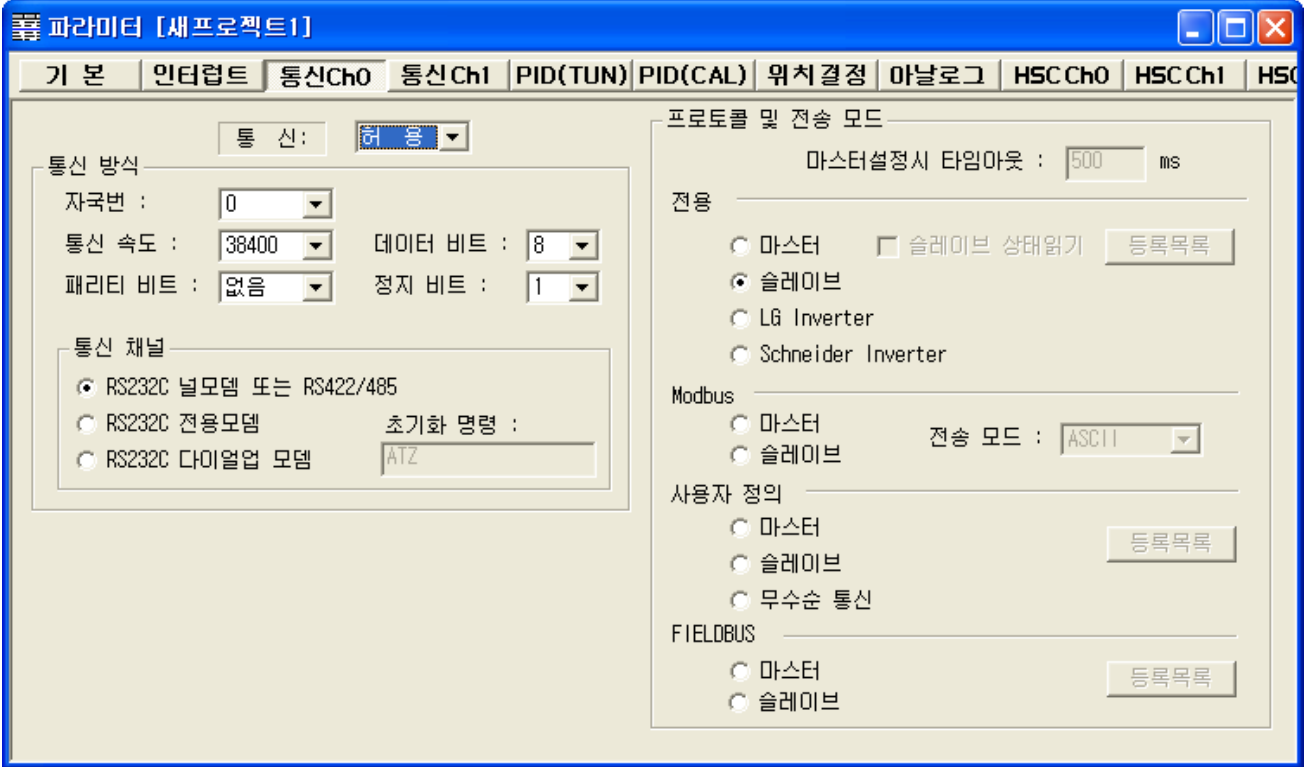 파라미터 [새프로젝트1]
기 본 인터럽트 통신Ch0 통신Ch1 PID(TUN) PID(CAL) 위치결정 아날로그 HSC Ch0 HSC Ch1 HSC
통 신: 허 용
통신 방식
자국번 : 0
통신 속도 : 38400 데이터 비트 : 8
패리티 비트 : 없음 정지 비트 : 1
통신 채널
RS232C 널모뎀 또는 RS422/485
RS232C 전용모뎀 초기화 명령 :
RS232C 다이얼업 모뎀 ATZ
프로토콜 및 전송 모드
마스터설정시 타임아웃 : 500 ms
전용
마스터 슬레이브 상태읽기 등록목록
슬레이브
LG Inverter
Schneider Inverter
Modbus
마스터
슬레이브
전송 모드 : ASCII
사용자 정의
마스터
등록목록
슬레이브
무수순 통신
FIELDBUS
마스터
등록목록
슬레이브